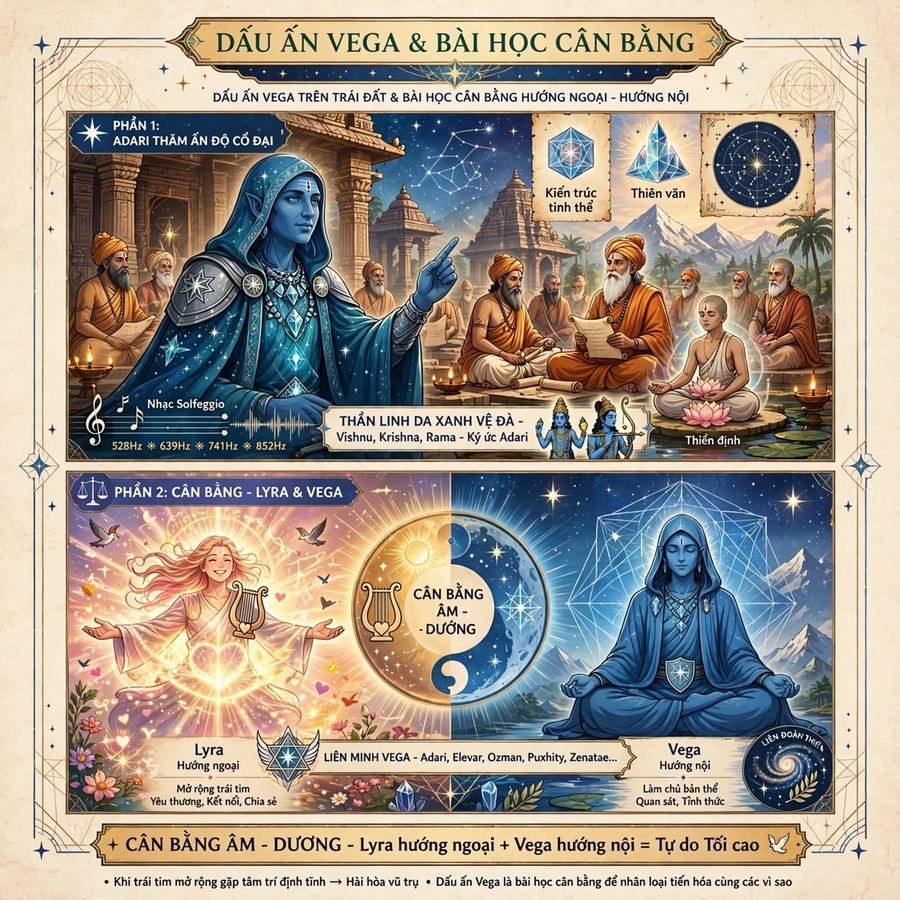 DẤU ẤN VEGA & BÀI HỌC CÂN BẰNG
DẤU ẤN VEGA TRÊN TRÁI ĐẤT & BÀI HỌC CÂN BẰNG HƯỚNG NGOẠI - HƯỚNG NỘI
PHẦN 1:
ADARI THĂM ẤN ĐỘ CỔ ĐẠI
Kiến trúc
tinh thể
Thiên văn
Nhạc Solfeggio
528Hz ✳ 639Hz ✳ 741Hz ✳ 852Hz
THẦN LINH DA XANH VỆ ĐÀ -
Vishnu, Krishna, Rama - Ký ức Adari
Thiền định
PHẦN 2: CÂN BẰNG - LYRA & VEGA
CÂN BẰNG
ÂM -
-DƯỚNG
Lyra
Hướng ngoại
Mở rộng trái tim
Yêu thương, Kết nối, Chia sẻ
LIÊN MINH VEGA - Adari, Elevar, Ozman, Puxhity, Zenatae...
Vega
Hướng nội
Làm chủ bản thể
Quan sát, Tỉnh thức
LIÊN ĐOÀN
CÂN BẰNG ÂM - DƯƠNG - Lyra hướng ngoại + Vega hướng nội = Tự do Tối cao
• Khi trái tim mở rộng gặp tâm trí định tĩnh → Hài hòa vũ trụ • Dấu ấn Vega là bài học cân bằng để nhân loại tiến hóa cùng các vì sao